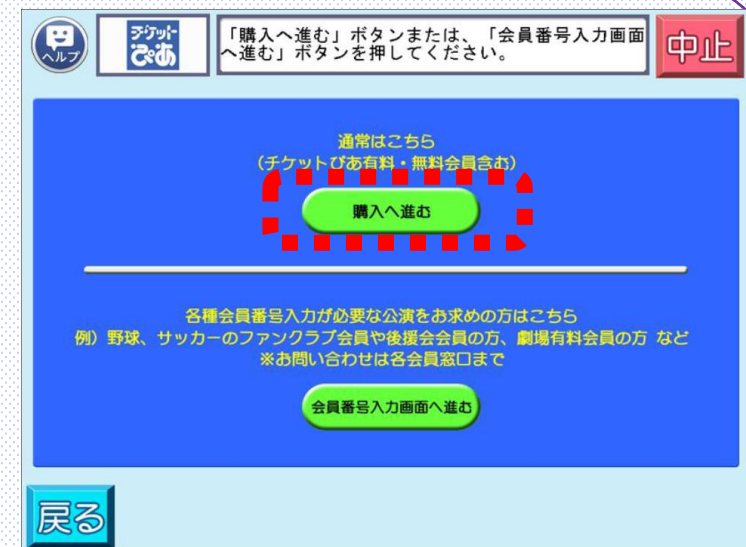 ヘルプ
チケット
ぴあ
「購入へ進む」ボタンまたは、「会員番号入力画面
へ進む」ボタンを押してください。
中止
通常はこちら
（チケットぴあ有料・無料会員含む）
購入へ進む
各種会員番号入力が必要な公演をお求めの方はこちら
例）野球、サッカーのファンクラブ会員や後援会会員の方、劇場有料会員の方 など
※お問い合わせは各会員窓口まで
会員番号入力画面へ進む
戻る